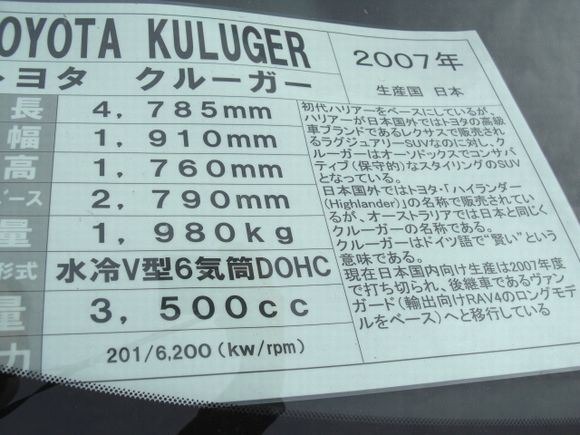 TOYOTA KULUGER
トヨタ クルーガー
2007年
生産国 日本
長 4,785mm
幅 1,910mm
高 1,760mm
ベース 2,790mm
量 1,980kg
形式 水冷V型6気筒DOHC
量 3,500cc
力 201/6,200(kw/rpm)
初代ハリアーをベースにしているが、
ハリアーが日本国外ではトヨタの高級
車ブランドであるレクサスで販売され
るラグジュアリーSUVなのに対し、ク
ルーガーはオーソドックスでコンサバ
ティブ(保守的)なスタイリングのSUV
となっている。
日本国外ではトヨタ・「ハイランダー
(Highlander)」の名称で販売されてい
るが、オーストラリアでは日本と同じく
クルーガーの名称である。
クルーガーはドイツ語で"賢い"という
意味である。
現在日本国内向け生産は2007年度
で打ち切られ、後継車であるヴァン
ガード(輸出向けRAV4のロングモデ
ルをベース)へと移行している